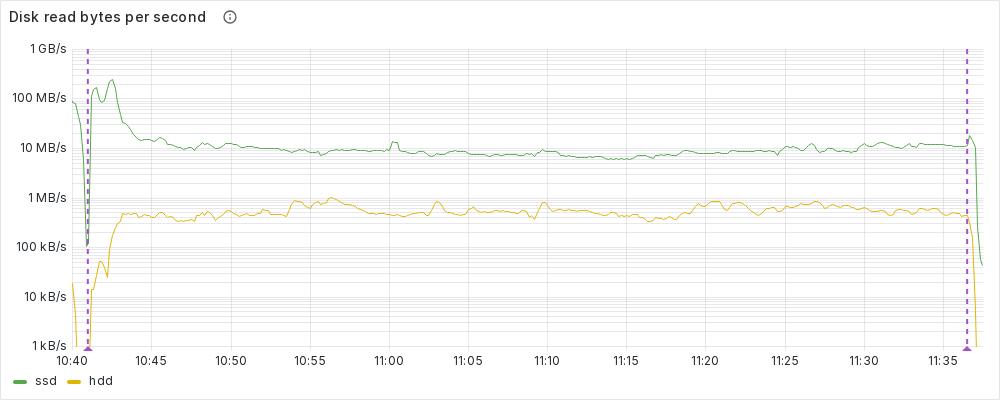 Disk read bytes per second
1 GB/s
100 MB/s
10 MB/s
1 MB/s
100 kB/s
10 kB/s
1 kB/s
10:40 10:45 10:50 10:55 11:00 11:05 11:10 11:15 11:20 11:25 11:30 11:35
ssd hdd